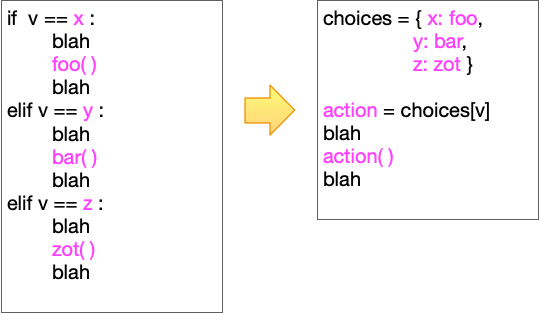 if v == x :
blah
foo( )
blah
elif v == y :
blah
bar( )
blah
elif v == z :
blah
zot( )
blah
choices = { x: foo,
y: bar,
z: zot }
action = choices[v]
blah
action( )
blah